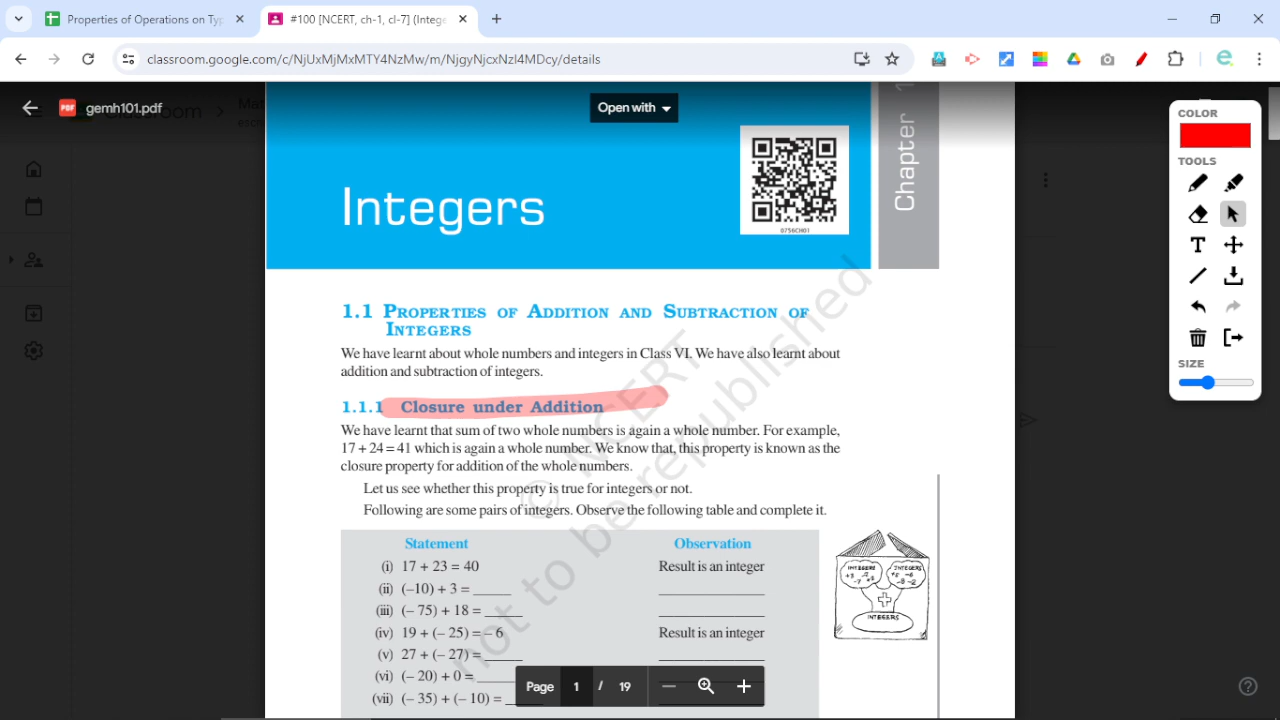 Properties of Operations on Typ
#100 [NCERT, ch-1, cl-7] (Intege
classroom.google.com/c/NjUxMjMxMTY4NzMw/m/NjgyNjcxNzI4MDcy/details
gemh101.pdf
Classroom
Mat
Open with
COLOR
TOOLS
SIZE
Chapter 1
Integers
0756CH01
1.1 PROPERTIES OF ADDITION AND SUBTRACTION OF
INTEGERS
We have learnt about whole numbers and integers in Class VI. We have also learnt about
addition and subtraction of integers.
1.1.1 Closure under Addition
We have learnt that sum of two whole numbers is again a whole number. For example,
17 + 24 = 41 which is again a whole number. We know that, this property is known as the
closure property for addition of the whole numbers.
Let us see whether this property is true for integers or not.
Following are some pairs of integers. Observe the following table and complete it.
Statement Observation
(i) 17 + 23 = 40 Result is an integer
(ii) (–10) + 3 = _____ ______________
(iii) (– 75) + 18 = _____ ______________
(iv) 19 + (– 25) = – 6 Result is an integer
(v) 27 + (– 27) = _____ ______________
(vi) (– 20) + 0 = _____
(vii) (– 35) + (– 10) = _____
INTEGERS
INTEGERS
INTEGERS
© NCERT
not to be republished
Page 1 / 19